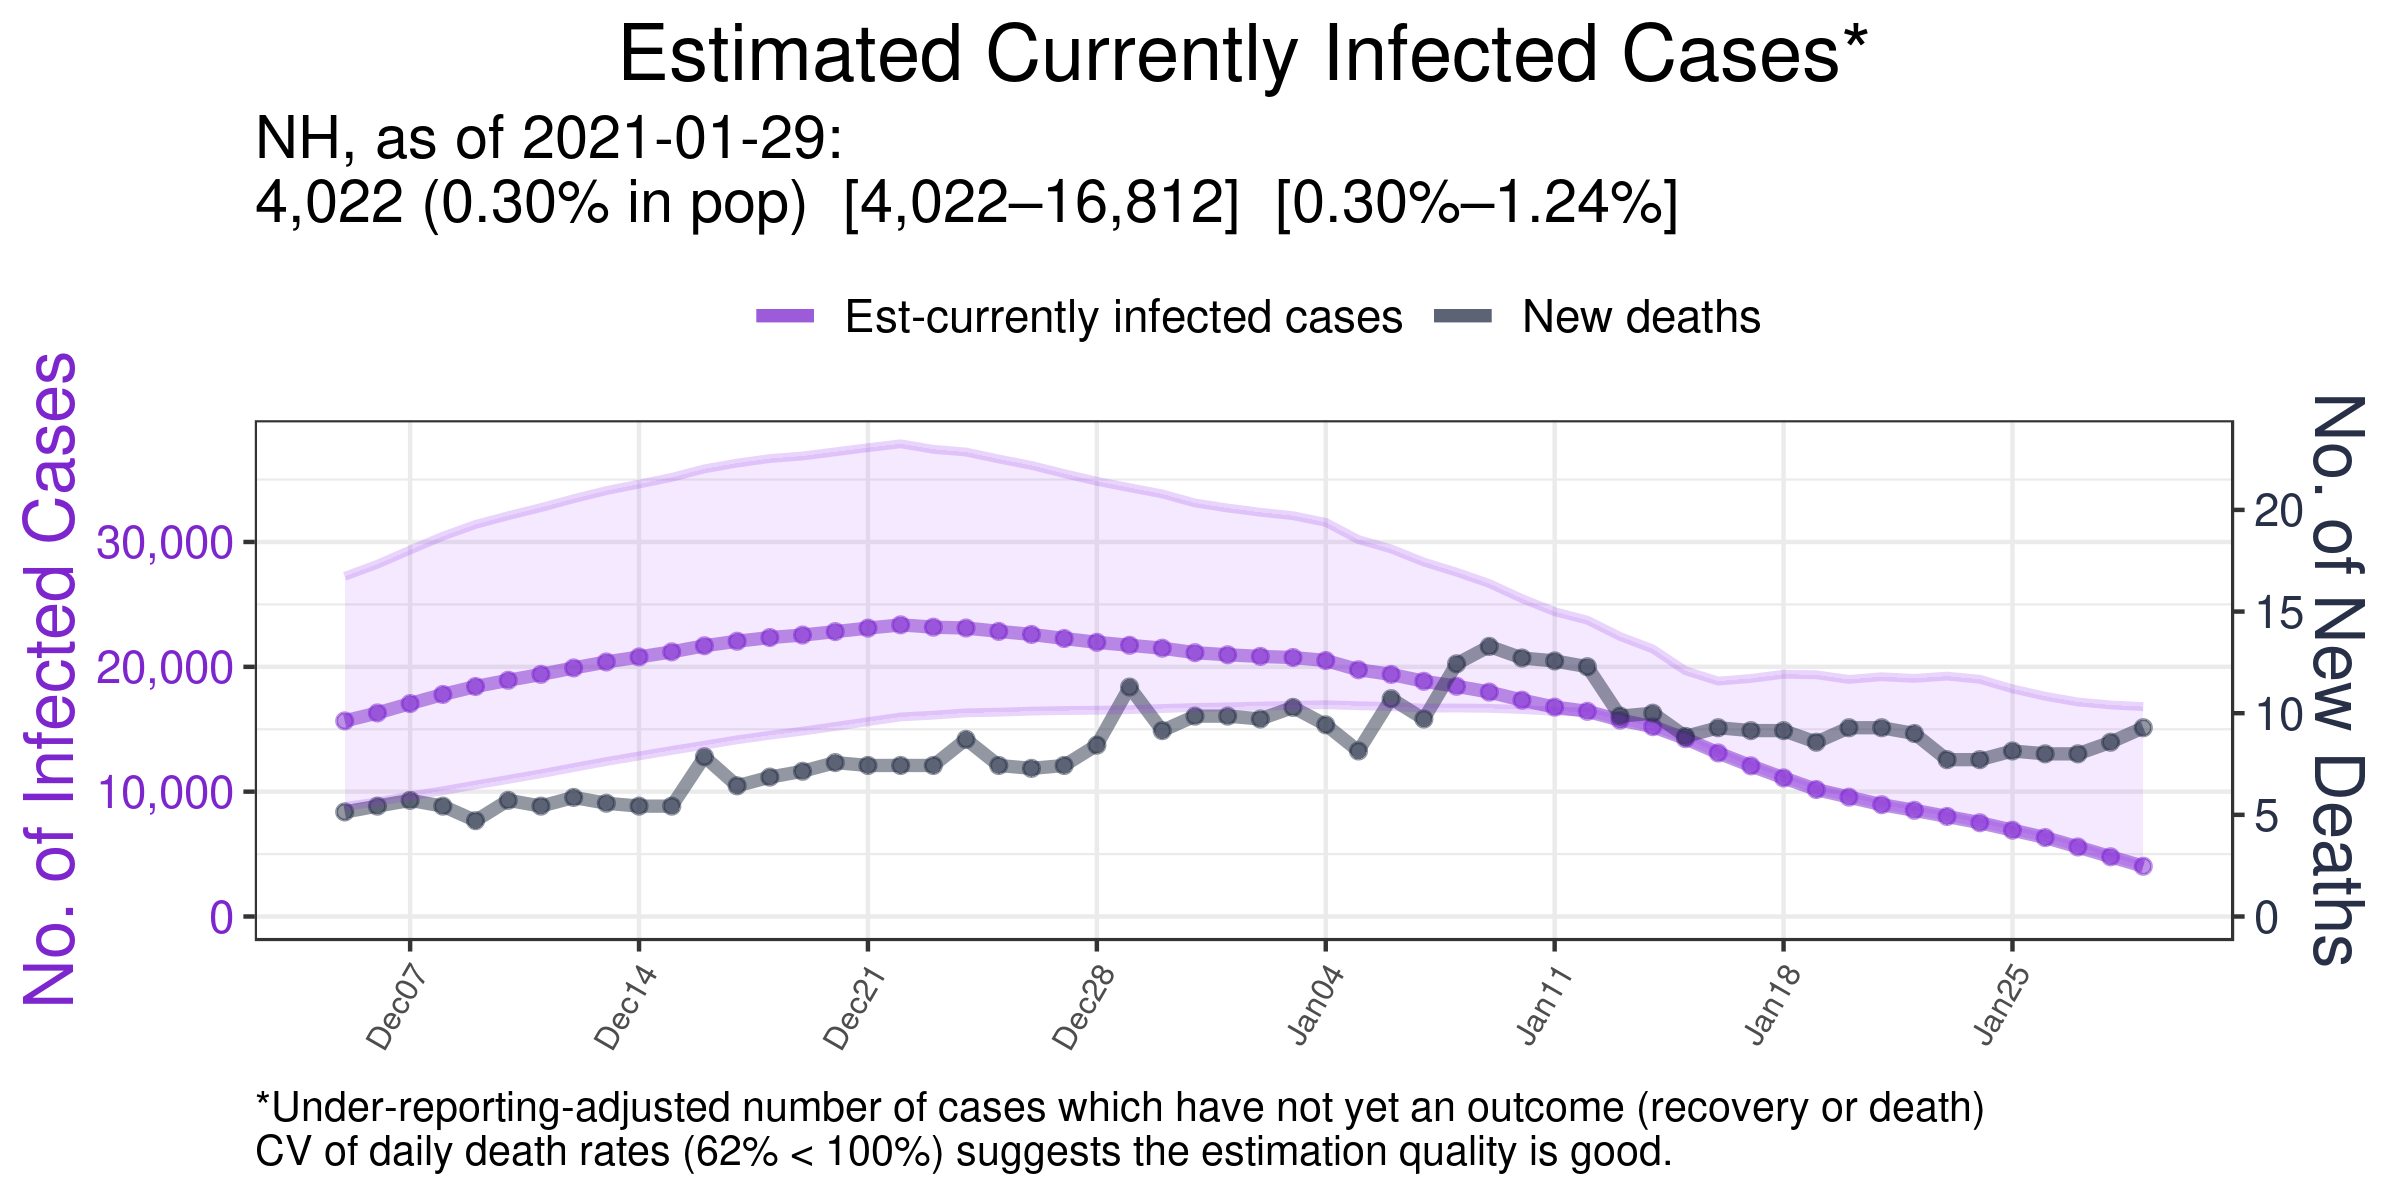 Estimated Currently Infected Cases*
NH, as of 2021-01-29:
4,022 (0.30% in pop)  [4,022–16,812]  [0.30%–1.24%]
Est-currently infected cases
New deaths
No. of Infected Cases
30,000
20,000
10,000
0
20
15
10
5
0
No. of New Deaths
Dec07
Dec14
Dec21
Dec28
Jan04
Jan11
Jan18
Jan25
*Under-reporting-adjusted number of cases which have not yet an outcome (recovery or death)
CV of daily death rates (62% < 100%) suggests the estimation quality is good.